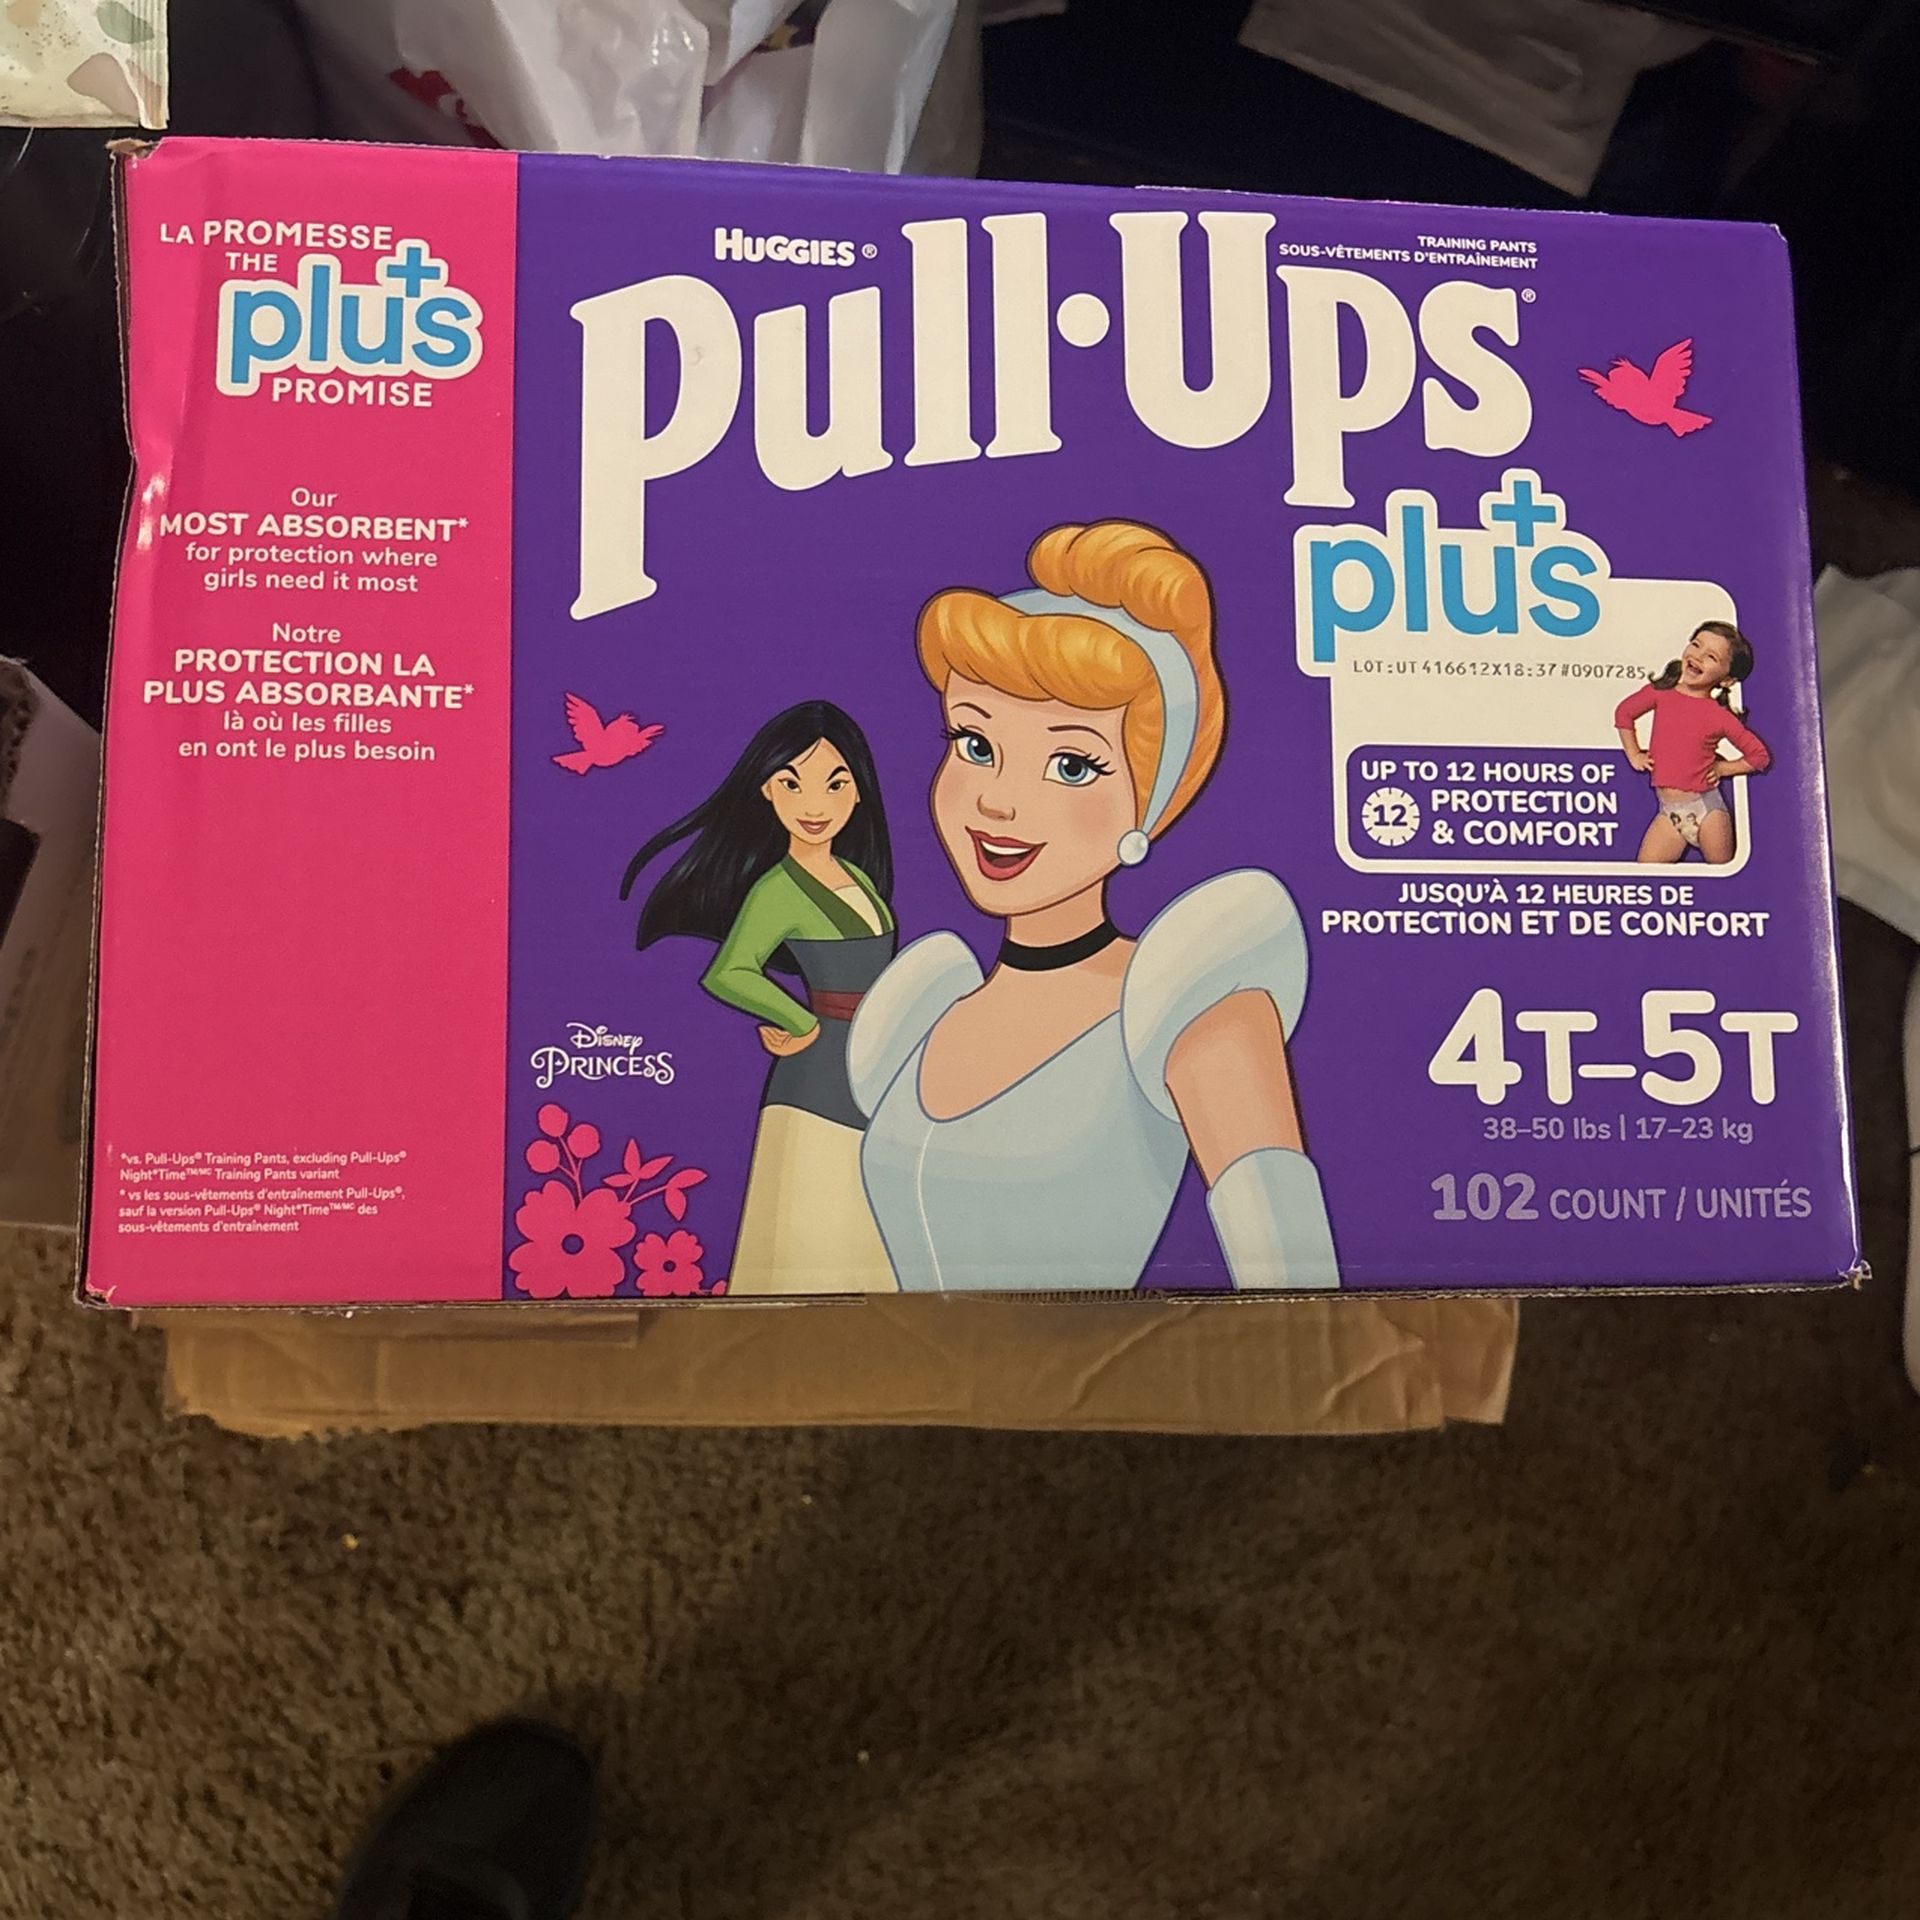 LA PROMESSE
THE
plus+
PROMISE
Our
MOST ABSORBENT*
for protection where
girls need it most
Notre
PROTECTION LA
PLUS ABSORBANTE*
là où les filles
en ont le plus besoin
*vs. Pull-Ups® Training Pants, excluding Pull-Ups®
Night*Time™/MC Training Pants variant
* vs les sous-vêtements d'entraînement Pull-Ups®,
sauf la version Pull-Ups® Night*Time™/MC des
sous-vêtements d'entraînement
HUGGIES®
Pull·Ups®
TRAINING PANTS
SOUS-VÊTEMENTS D'ENTRAÎNEMENT
plus+
LOT:UT416612X18:37#0907285
UP TO 12 HOURS OF
12 PROTECTION
& COMFORT
JUSQU'À 12 HEURES DE
PROTECTION ET DE CONFORT
Disney
PRINCESS
4T–5T
38–50 lbs | 17–23 kg
102 COUNT / UNITÉS